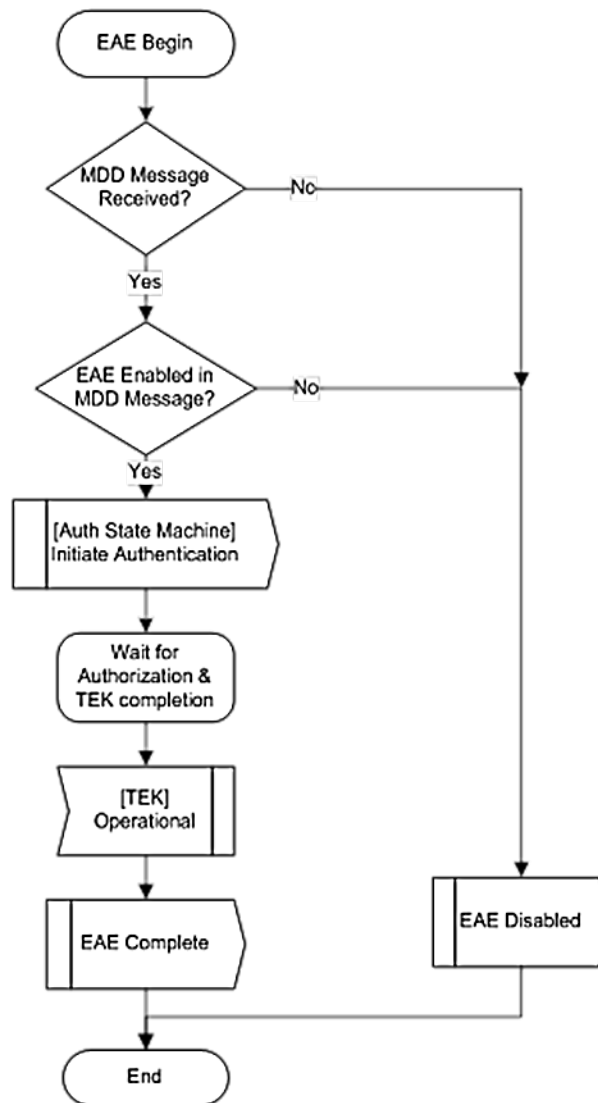 EAE Begin
MDD Message
Received?
No
Yes
EAE Enabled in
MDD Message?
No
Yes
[Auth State Machine]
Initiate Authentication
Wait for
Authorization &
TEK completion
[TEK]
Operational
EAE Complete
EAE Disabled
End